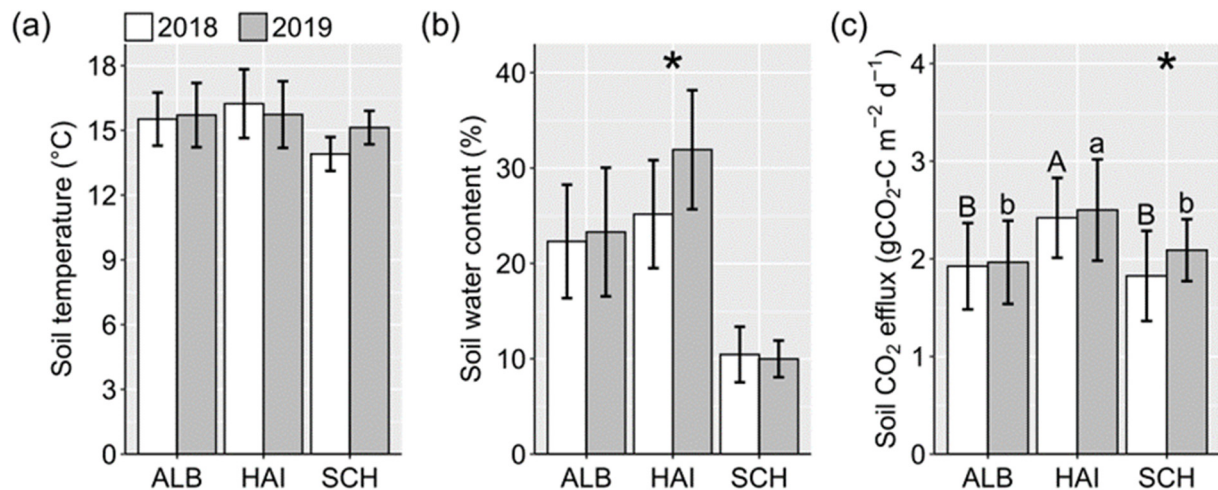 (a) 2018 2019
Soil temperature (°C)
18
15
12
9
6
3
0
ALB HAI SCH
(b)
Soil water content (%)
40
30
20
10
0
*
ALB HAI SCH
(c)
Soil CO₂ efflux (gCO₂-C m⁻² d⁻¹)
4
3
2
1
0
*
B b A a B b
ALB HAI SCH